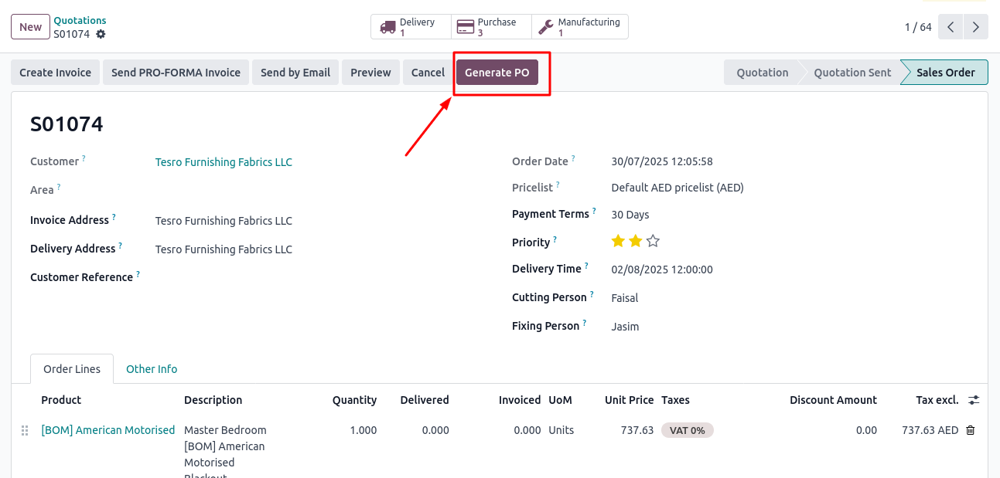 New
Quotations
S01074
Delivery
1
Purchase
3
Manufacturing
1
1 / 64
Create Invoice
Send PRO-FORMA Invoice
Send by Email
Preview
Cancel
Generate PO
Quotation
Quotation Sent
Sales Order
S01074
Customer ?
Tesro Furnishing Fabrics LLC
Area ?
Invoice Address ?
Tesro Furnishing Fabrics LLC
Delivery Address ?
Tesro Furnishing Fabrics LLC
Customer Reference ?
Order Date ?
30/07/2025 12:05:58
Pricelist ?
Default AED pricelist (AED)
Payment Terms ?
30 Days
Priority ?
Delivery Time ?
02/08/2025 12:00:00
Cutting Person ?
Faisal
Fixing Person ?
Jasim
Order Lines
Other Info
Product Description Quantity Delivered Invoiced UoM Unit Price Taxes Discount Amount Tax excl.
[BOM] American Motorised Master Bedroom 1.000 0.000 0.000 Units 737.63 VAT 0% 0.00 737.63 AED
[BOM] American
Motorised
Blackout